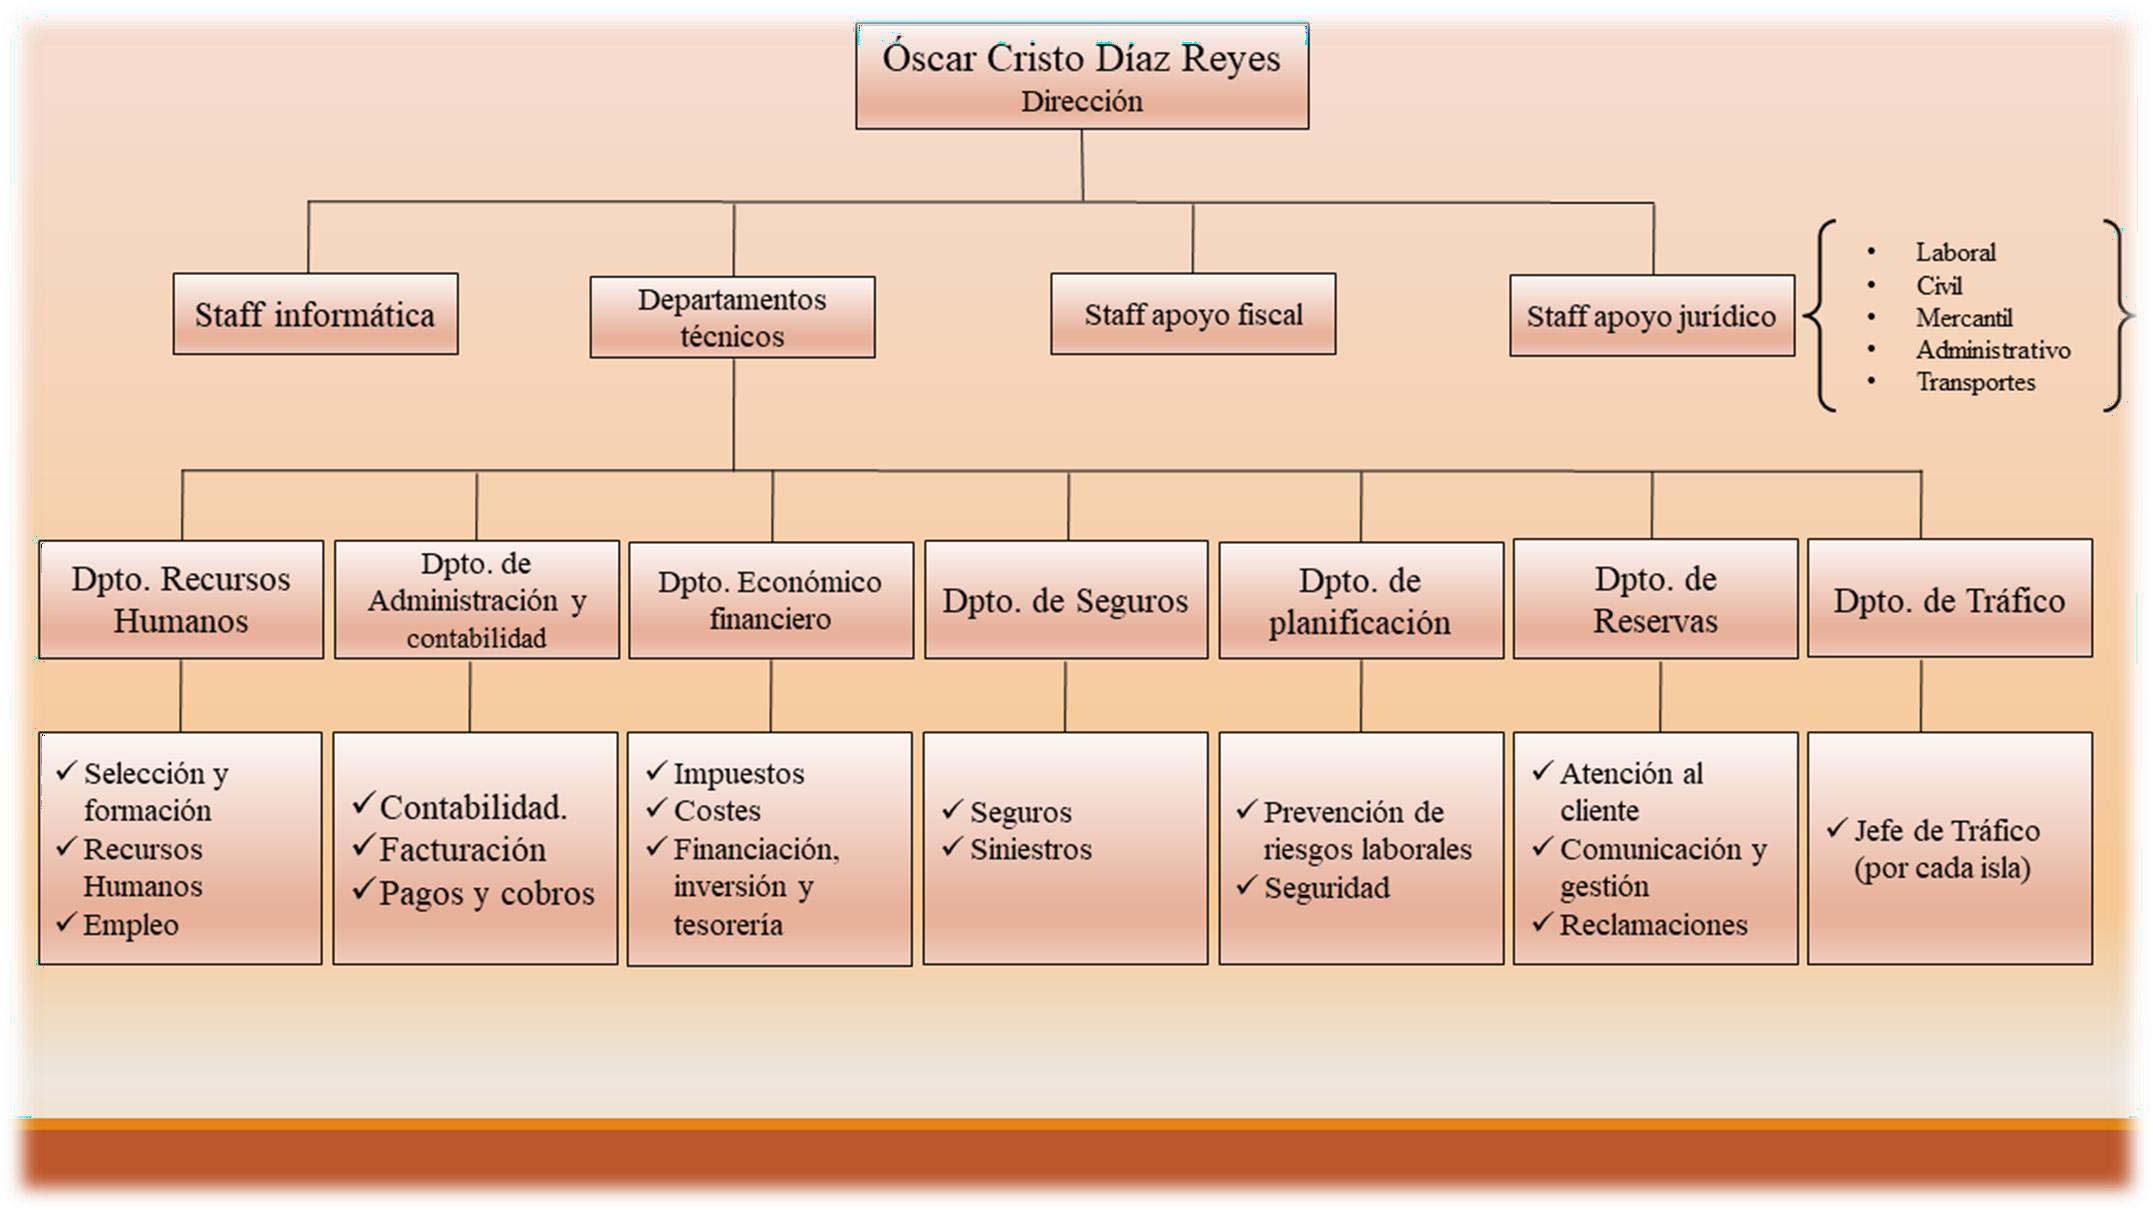 Óscar Cristo Díaz Reyes
Dirección
Staff informática
Departamentos
técnicos
Staff apoyo fiscal
Staff apoyo jurídico
• Laboral
• Civil
• Mercantil
• Administrativo
• Transportes
Dpto. Recursos
Humanos
Dpto. de
Administración y
contabilidad
Dpto. Económico
financiero
Dpto. de Seguros
Dpto. de
planificación
Dpto. de
Reservas
Dpto. de Tráfico
✓ Selección y
formación
✓ Recursos
Humanos
✓ Empleo
✓ Contabilidad.
✓ Facturación
✓ Pagos y cobros
✓ Impuestos
✓ Costes
✓ Financiación,
inversión y
tesorería
✓ Seguros
✓ Siniestros
✓ Prevención de
riesgos laborales
✓ Seguridad
✓ Atención al
cliente
✓ Comunicación y
gestión
✓ Reclamaciones
✓ Jefe de Tráfico
(por cada isla)